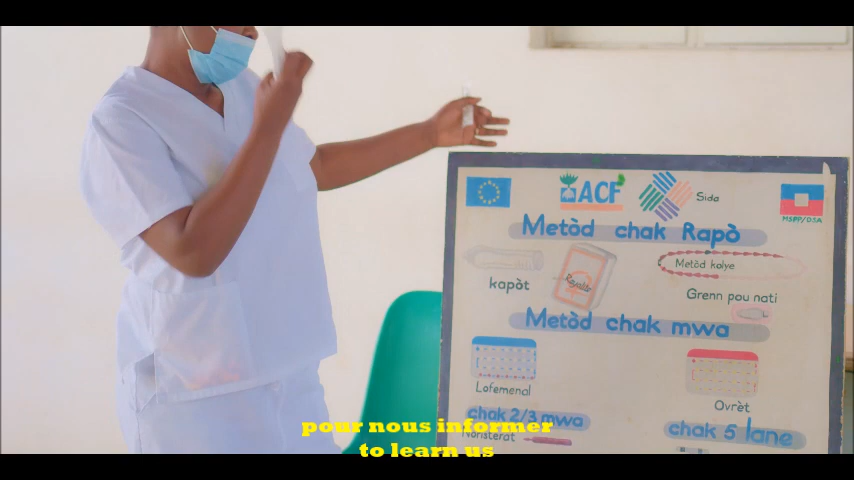 ACF
Sida
MSPP/DSA
Metòd chak Rapò
kapòt
Metòd kolye
Grenn pou nati
Metòd chak mwa
Lofemenal
Ovrèt
chak 2/3 mwa
chak 5 lane
Noristerat
pour nous informer
to learn us